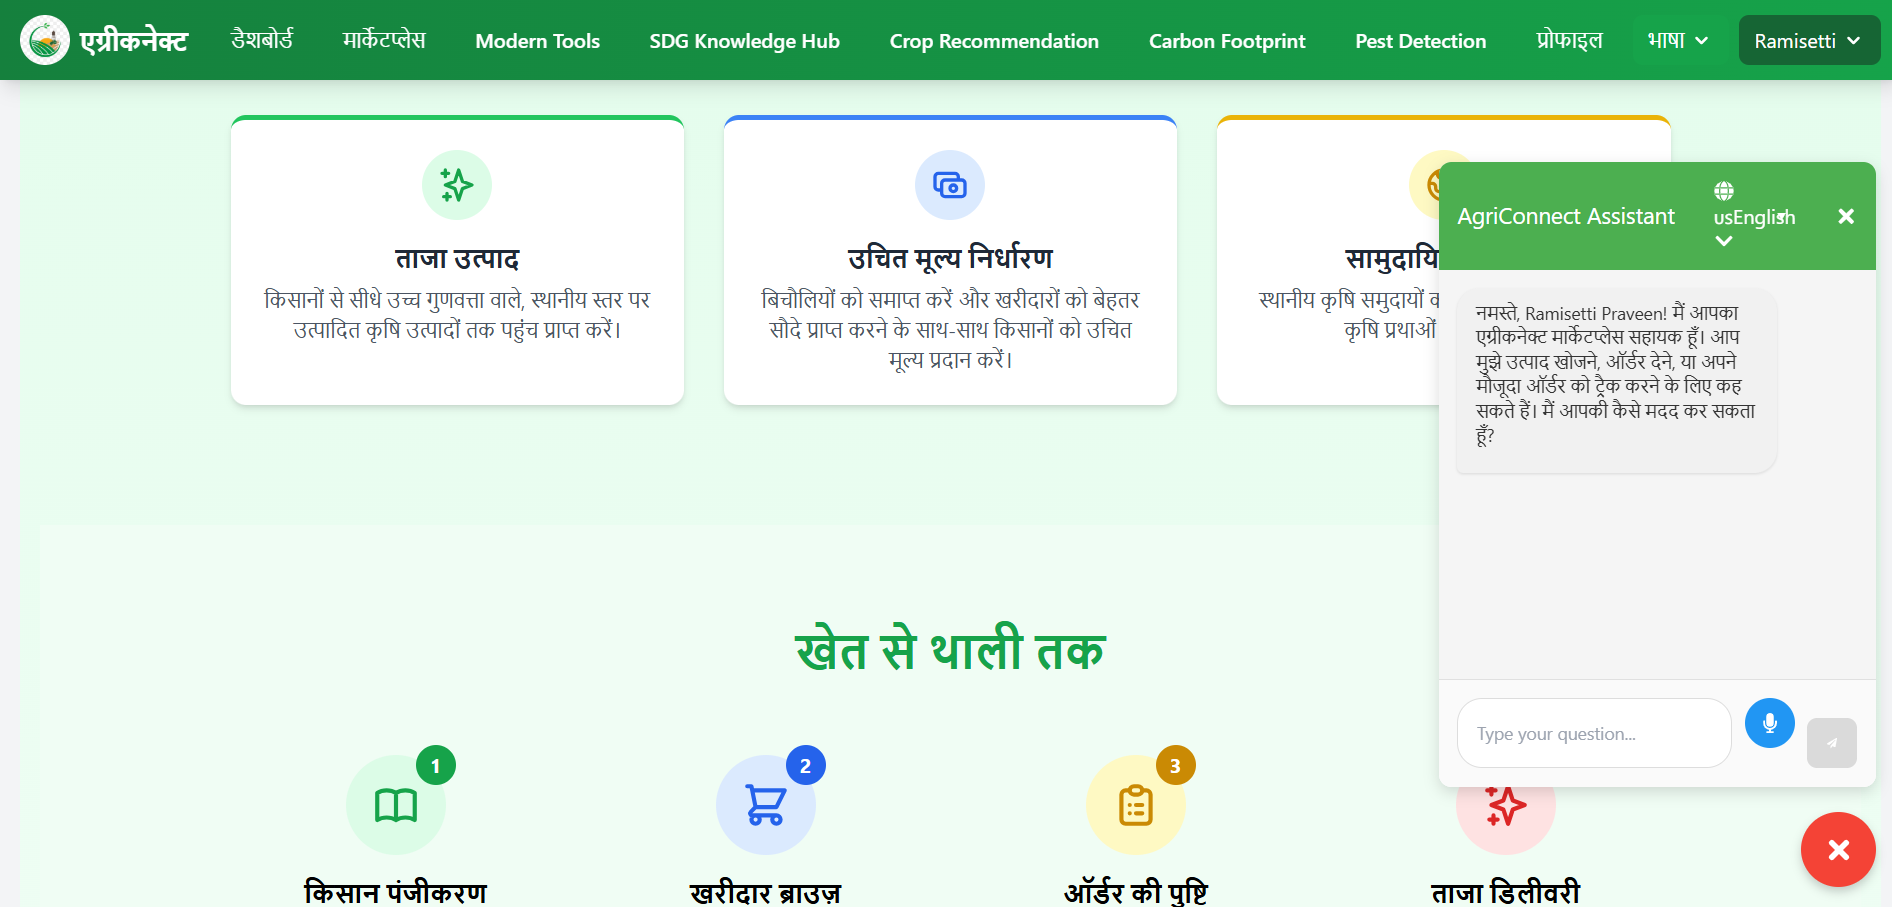 एग्रीकनेक्ट
डैशबोर्ड
मार्केटप्लेस
Modern Tools
SDG Knowledge Hub
Crop Recommendation
Carbon Footprint
Pest Detection
प्रोफाइल
भाषा
Ramisetti
ताजा उत्पाद
किसानों से सीधे उच्च गुणवत्ता वाले, स्थानीय स्तर पर
उत्पादित कृषि उत्पादों तक पहुंच प्राप्त करें।
उचित मूल्य निर्धारण
बिचौलियों को समाप्त करें और खरीदारों को बेहतर
सौदे प्राप्त करने के साथ-साथ किसानों को उचित
मूल्य प्रदान करें।
स्थानीय कृषि समुदायों
कृषि प्रथाओं
AgriConnect Assistant
usEnglish
नमस्ते, Ramisetti Praveen! मैं आपका
एग्रीकनेक्ट मार्केटप्लेस सहायक हूँ। आप
मुझे उत्पाद खोजने, ऑर्डर देने, या अपने
मौजूदा ऑर्डर को ट्रैक करने के लिए कह
सकते हैं। मैं आपकी कैसे मदद कर सकता
हूँ?
Type your question...
खेत से थाली तक
1
2
3
किसान पंजीकरण
खरीदार ब्राउज़
ऑर्डर की पुष्टि
ताजा डिलीवरी